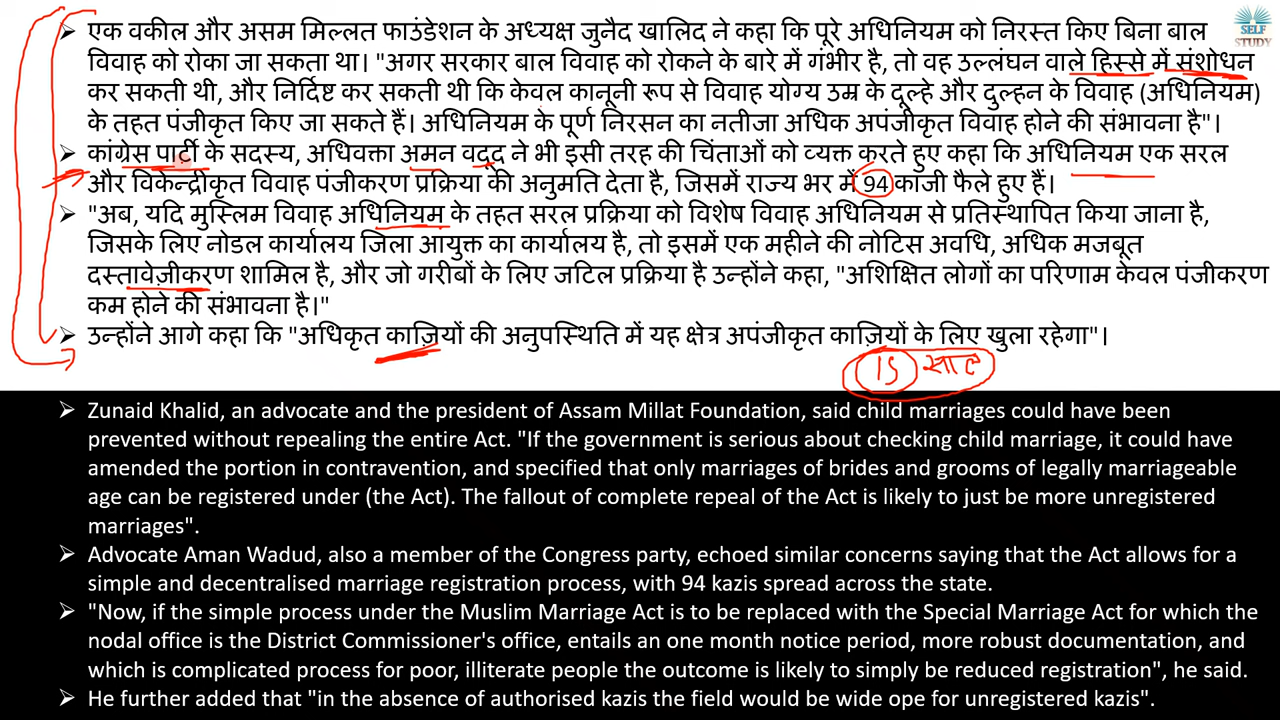 ➢ एक वकील और असम मिल्लत फाउंडेशन के अध्यक्ष जुनैद खालिद ने कहा कि पूरे अधिनियम को निरस्त किए बिना बाल
विवाह को रोका जा सकता था। "अगर सरकार बाल विवाह को रोकने के बारे में गंभीर है, तो वह उल्लंघन वाले हिस्से में संशोधन
कर सकती थी, और निर्दिष्ट कर सकती थी कि केवल कानूनी रूप से विवाह योग्य उम्र के दूल्हे और दुल्हन के विवाह (अधिनियम)
के तहत पंजीकृत किए जा सकते हैं। अधिनियम के पूर्ण निरसन का नतीजा अधिक अपंजीकृत विवाह होने की संभावना है"।
➢ कांग्रेस पार्टी के सदस्य, अधिवक्ता अमन वदूद ने भी इसी तरह की चिंताओं को व्यक्त करते हुए कहा कि अधिनियम एक सरल
और विकेन्द्रीकृत विवाह पंजीकरण प्रक्रिया की अनुमति देता है, जिसमें राज्य भर में 94 काजी फैले हुए हैं।
➢ "अब, यदि मुस्लिम विवाह अधिनियम के तहत सरल प्रक्रिया को विशेष विवाह अधिनियम से प्रतिस्थापित किया जाना है,
जिसके लिए नोडल कार्यालय जिला आयुक्त का कार्यालय है, तो इसमें एक महीने की नोटिस अवधि, अधिक मजबूत
दस्तावेज़ीकरण शामिल है, और जो गरीबों के लिए जटिल प्रक्रिया है उन्होंने कहा, "अशिक्षित लोगों का परिणाम केवल पंजीकरण
कम होने की संभावना है।"
➢ उन्होंने आगे कहा कि "अधिकृत काज़ियों की अनुपस्थिति में यह क्षेत्र अपंजीकृत काज़ियों के लिए खुला रहेगा"।
15 साल
➢ Zunaid Khalid, an advocate and the president of Assam Millat Foundation, said child marriages could have been
prevented without repealing the entire Act. "If the government is serious about checking child marriage, it could have
amended the portion in contravention, and specified that only marriages of brides and grooms of legally marriageable
age can be registered under (the Act). The fallout of complete repeal of the Act is likely to just be more unregistered
marriages".
➢ Advocate Aman Wadud, also a member of the Congress party, echoed similar concerns saying that the Act allows for a
simple and decentralised marriage registration process, with 94 kazis spread across the state.
➢ "Now, if the simple process under the Muslim Marriage Act is to be replaced with the Special Marriage Act for which the
nodal office is the District Commissioner's office, entails an one month notice period, more robust documentation, and
which is complicated process for poor, illiterate people the outcome is likely to simply be reduced registration", he said.
➢ He further added that "in the absence of authorised kazis the field would be wide ope for unregistered kazis".
SELF
STUDY